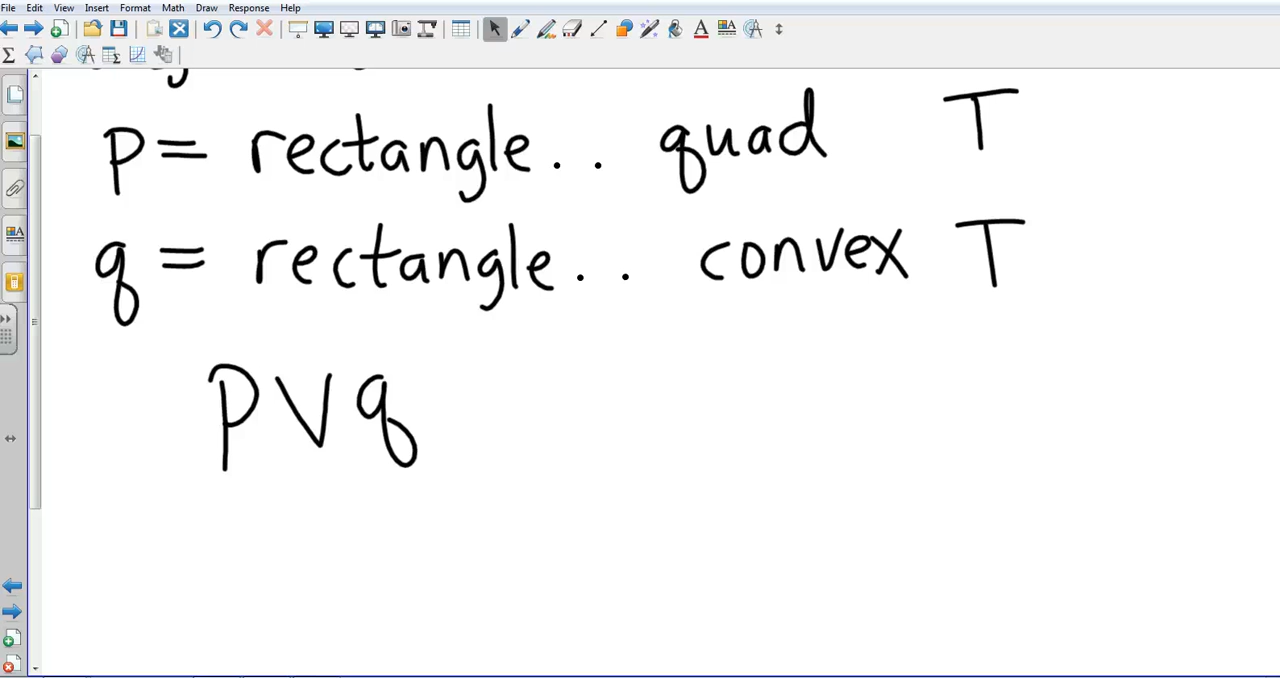 File Edit View Insert Format Math Draw Response Help
p = rectangle.. quad T
q = rectangle.. convex T
p V q